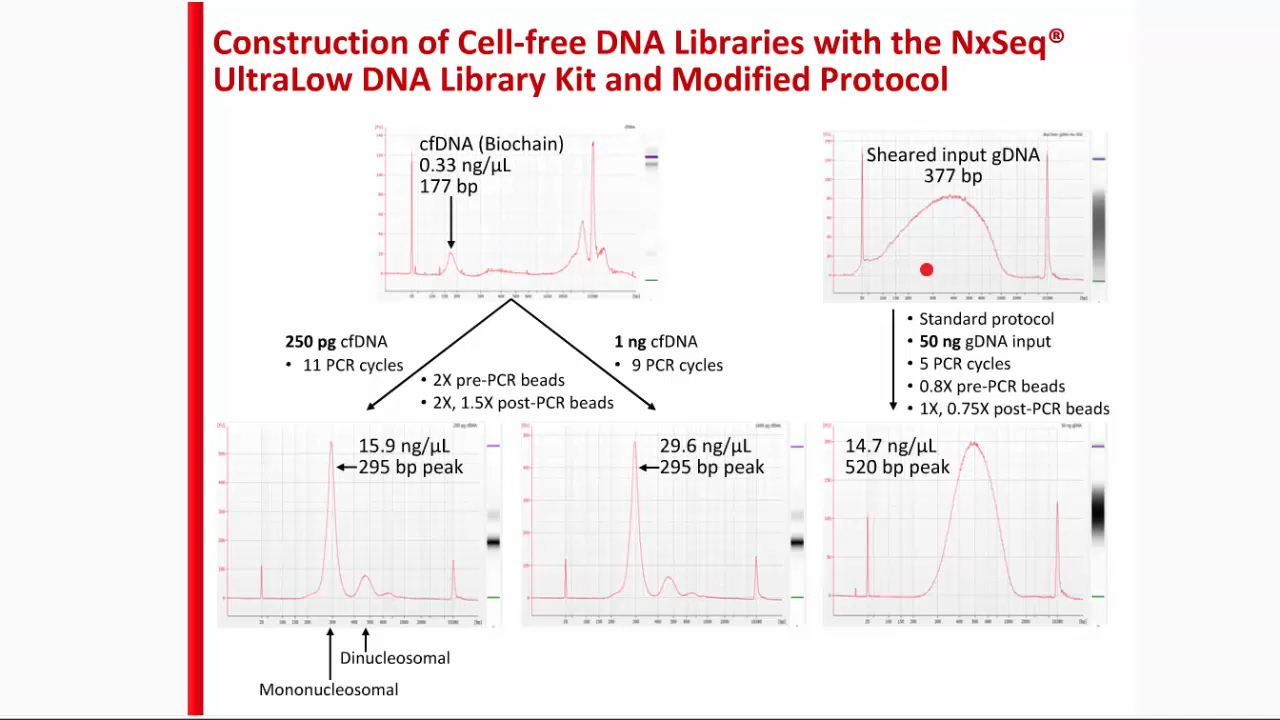 Construction of Cell-free DNA Libraries with the NxSeq®
UltraLow DNA Library Kit and Modified Protocol
cfDNA (Biochain)
0.33 ng/µL
177 bp
Sheared input gDNA
377 bp
250 pg cfDNA
• 11 PCR cycles
1 ng cfDNA
• 9 PCR cycles
• 2X pre-PCR beads
• 2X, 1.5X post-PCR beads
• Standard protocol
• 50 ng gDNA input
• 5 PCR cycles
• 0.8X pre-PCR beads
• 1X, 0.75X post-PCR beads
15.9 ng/µL
295 bp peak
29.6 ng/µL
295 bp peak
14.7 ng/µL
520 bp peak
Dinucleosomal
Mononucleosomal